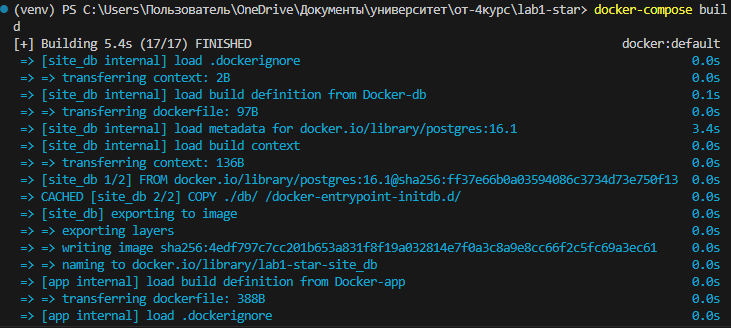 (venv) PS C:\Users\Пользователь\OneDrive\Документы\университет\от-4курс\lab1-star> docker-compose buil
d
[+] Building 5.4s (17/17) FINISHED docker:default
=> [site_db internal] load .dockerignore 0.0s
=> => transferring context: 2B 0.0s
=> [site_db internal] load build definition from Docker-db 0.1s
=> => transferring dockerfile: 97B 0.0s
=> [site_db internal] load metadata for docker.io/library/postgres:16.1 3.4s
=> [site_db internal] load build context 0.0s
=> => transferring context: 136B 0.0s
=> [site_db 1/2] FROM docker.io/library/postgres:16.1@sha256:ff37e66b0a03594086c3734d73e750f13 0.0s
=> CACHED [site_db 2/2] COPY ./db/ /docker-entrypoint-initdb.d/ 0.0s
=> [site_db] exporting to image 0.0s
=> => exporting layers 0.0s
=> => writing image sha256:4edf797c7cc201b653a831f8f19a032814e7f0a3c8a9e8cc66f2c5fc69a3ec61 0.0s
=> => naming to docker.io/library/lab1-star-site_db 0.0s
=> [app internal] load build definition from Docker-app 0.0s
=> => transferring dockerfile: 388B 0.0s
=> [app internal] load .dockerignore 0.0s